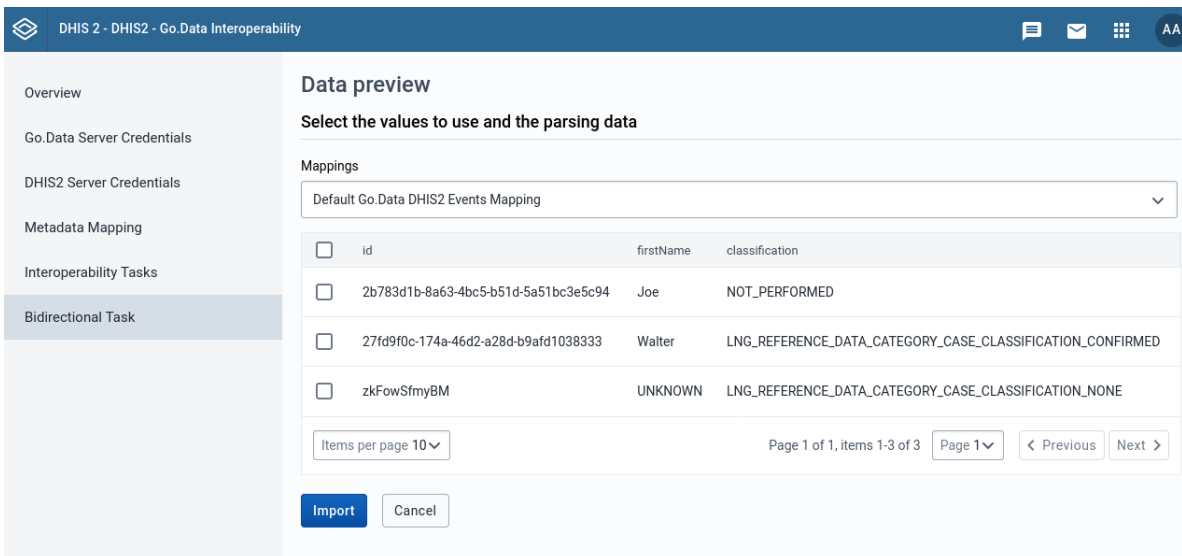 DHIS 2 - DHIS2 - Go.Data Interoperability
AA
Overview
Go.Data Server Credentials
DHIS2 Server Credentials
Metadata Mapping
Interoperability Tasks
Bidirectional Task
Data preview
Select the values to use and the parsing data
Mappings
Default Go.Data DHIS2 Events Mapping
id firstName classification
2b783d1b-8a63-4bc5-b51d-5a51bc3e5c94 Joe NOT_PERFORMED
27fd9f0c-174a-46d2-a28d-b9afd1038333 Walter LNG_REFERENCE_DATA_CATEGORY_CASE_CLASSIFICATION_CONFIRMED
zkFowSfmyBM UNKNOWN LNG_REFERENCE_DATA_CATEGORY_CASE_CLASSIFICATION_NONE
Items per page 10 Page 1 of 1, items 1-3 of 3 Page 1 Previous Next
Import Cancel